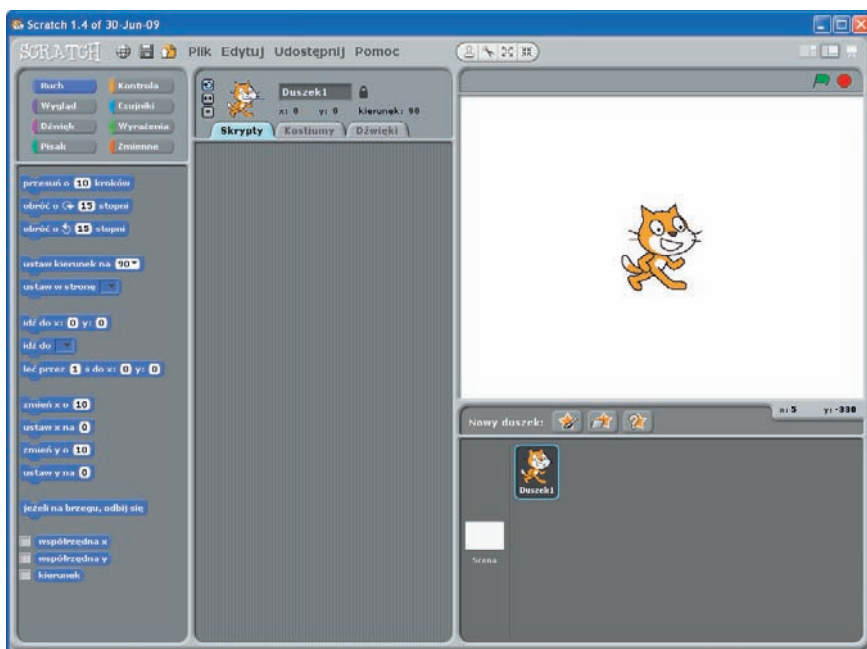 Scratch 1.4 of 30-Jun-09
SCRATCH Plik Edytuj Udostępnij Pomoc
Ruch Kontrola
Wygląd Czujniki
Dźwięk Wyrażenia
Pisak Zmienne
Duszek1
x: 0 y: 0 kierunek: 90
Skrypty Kostiumy Dźwięki
przesuń o 10 kroków
obróć o 15 stopni
obróć o 15 stopni
ustaw kierunek na 90
ustaw w stronę
idź do x: 0 y: 0
idź do
leć przez 1 s do x: 0 y: 0
zmień x o 10
ustaw x na 0
zmień y o 10
ustaw y na 0
jeżeli na brzegu, odbij się
współrzędna x
współrzędna y
kierunek
x: 5 y: -330
Nowy duszek:
Duszek1
Scena